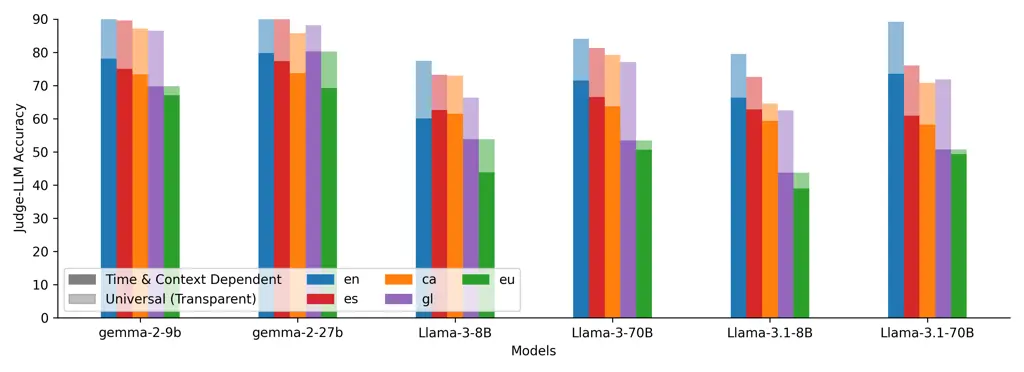 90
80
70
60
50
40
30
20
10
0
Judge-LLM Accuracy
Time & Context Dependent
Universal (Transparent)
en
es
ca
gl
eu
gemma-2-9b
gemma-2-27b
Llama-3-8B
Llama-3-70B
Llama-3.1-8B
Llama-3.1-70B
Models